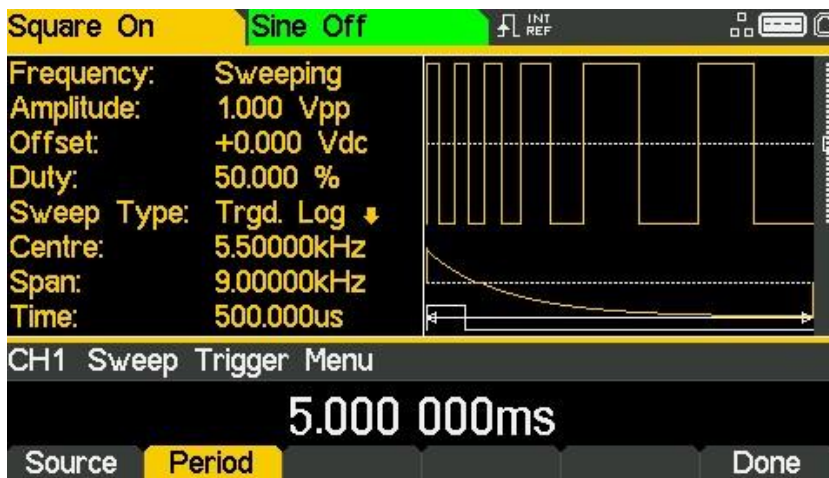 Square On Sine Off INT REF
Frequency: Sweeping
Amplitude: 1.000 Vpp
Offset: +0.000 Vdc
Duty: 50.000 %
Sweep Type: Trgd. Log
Centre: 5.50000kHz
Span: 9.00000kHz
Time: 500.000us
CH1 Sweep Trigger Menu
5.000 000ms
Source Period Done